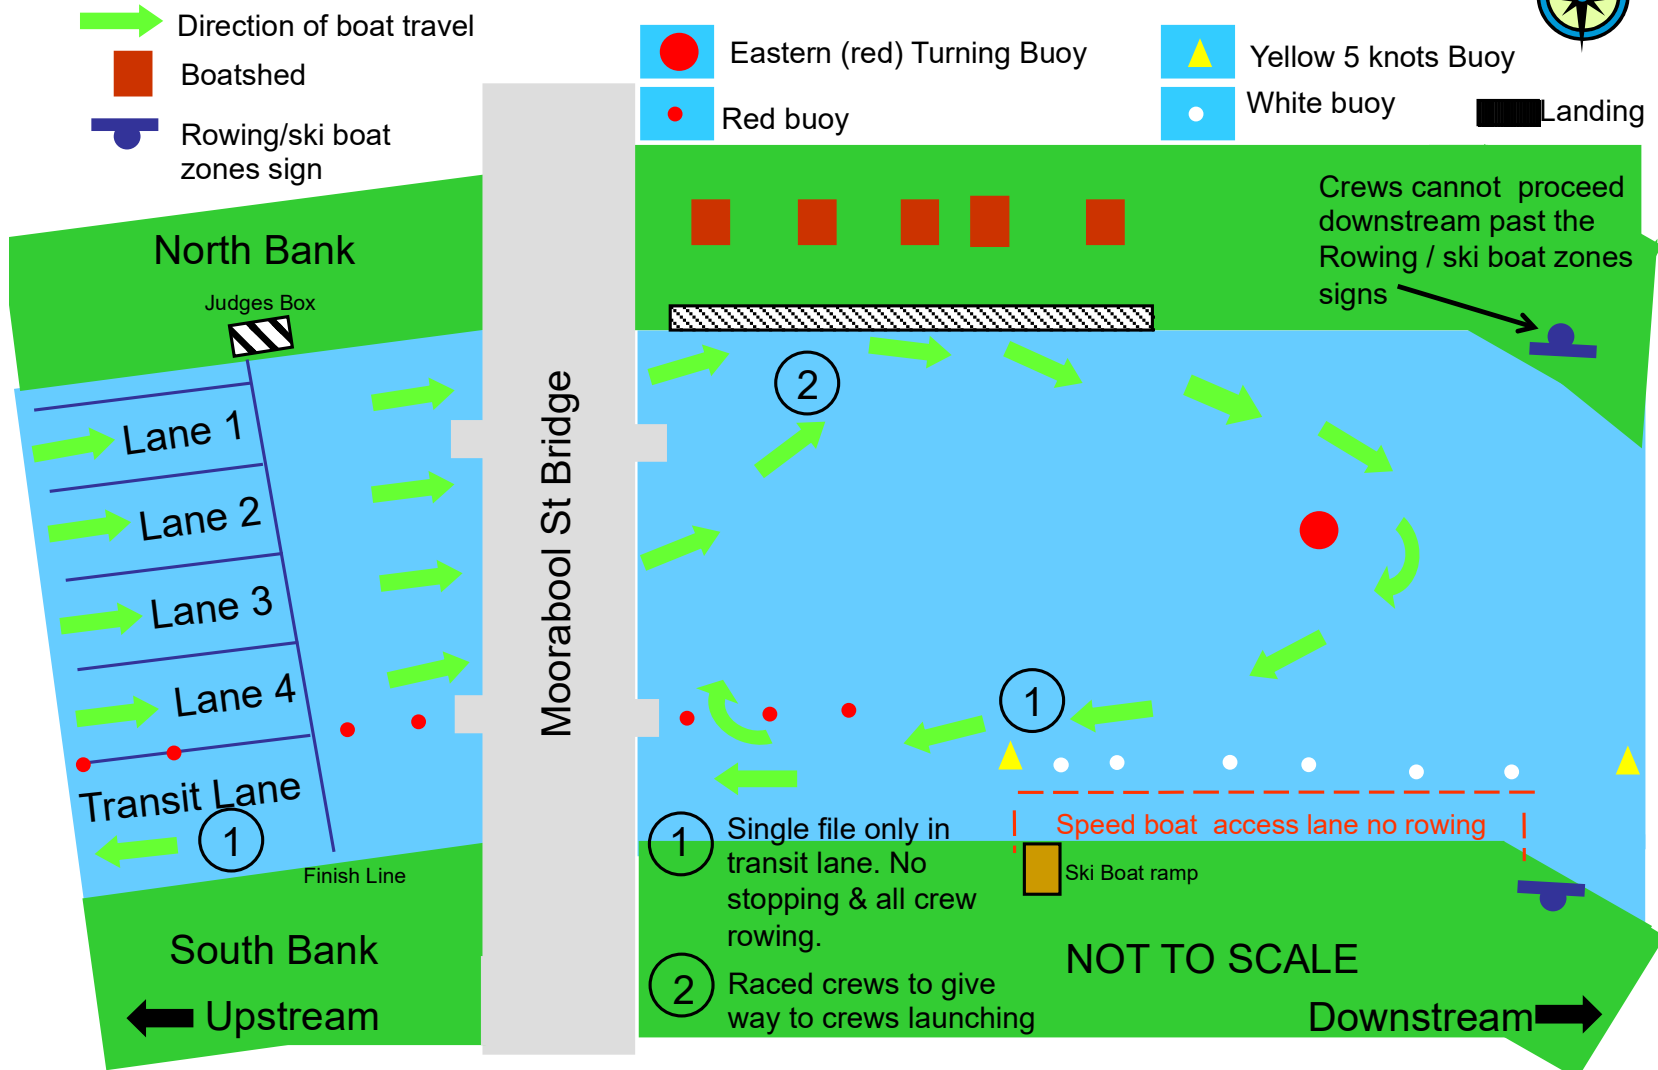 Direction of boat travel
Boatshed
Rowing/ski boat
zones sign
Eastern (red) Turning Buoy
Red buoy
Yellow 5 knots Buoy
White buoy
Landing
Crews cannot proceed
downstream past the
Rowing / ski boat zones
signs
North Bank
Judges Box
Lane 1
Lane 2
Lane 3
Lane 4
Transit Lane
1
Finish Line
South Bank
Upstream
Moorabool St Bridge
2
1
Speed boat access lane no rowing
Ski Boat ramp
1
Single file only in
transit lane. No
stopping & all crew
rowing.
2
Raced crews to give
way to crews launching
NOT TO SCALE
Downstream